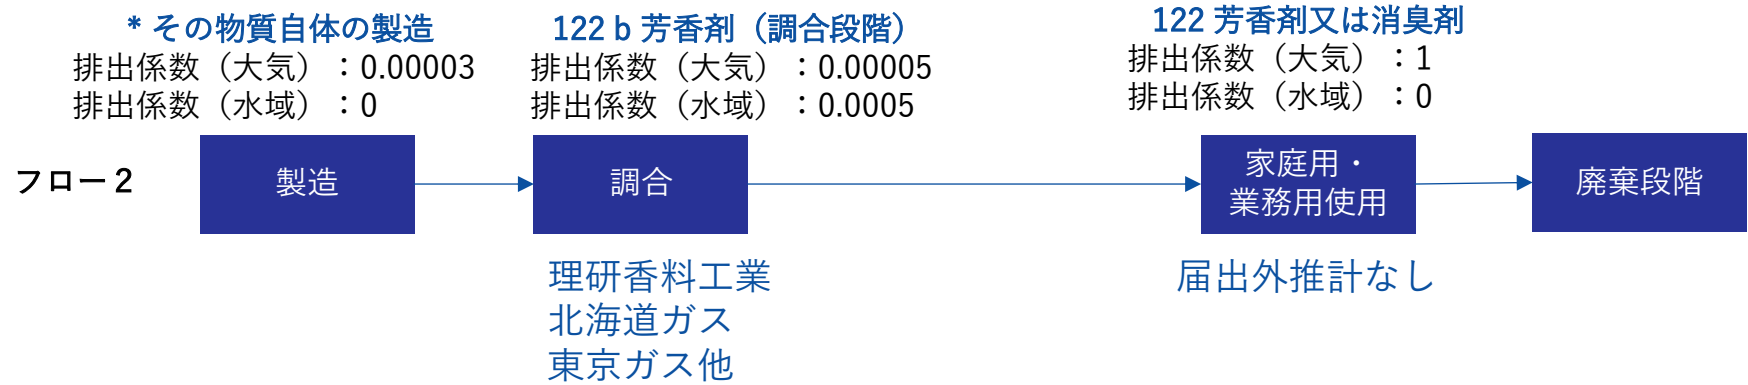 * その物質自体の製造
排出係数（大気）：0.00003
排出係数（水域）：0
122 b 芳香剤（調合段階）
排出係数（大気）：0.00005
排出係数（水域）：0.0005
122 芳香剤又は消臭剤
排出係数（大気）：1
排出係数（水域）：0
フロー2
製造
調合
家庭用・
業務用使用
廃棄段階
理研香料工業
北海道ガス
東京ガス他
届出外推計なし